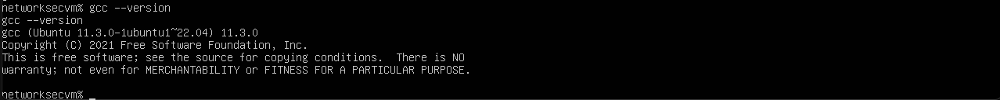 networksecvm% gcc --version
gcc --version
gcc (Ubuntu 11.3.0-1ubuntu1~22.04) 11.3.0
Copyright (C) 2021 Free Software Foundation, Inc.
This is free software; see the source for copying conditions.  There is NO
warranty; not even for MERCHANTABILITY or FITNESS FOR A PARTICULAR PURPOSE.
networksecvm% _